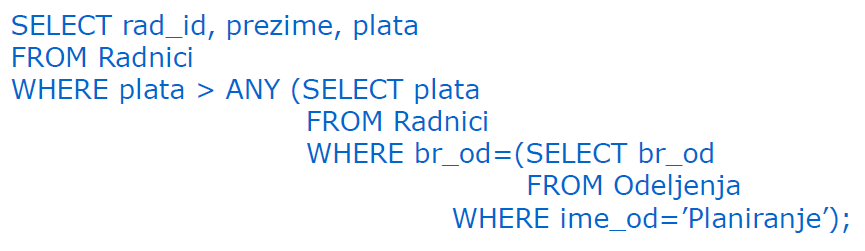 SELECT rad_id, prezime, plata
FROM Radnici
WHERE plata > ANY (SELECT plata
FROM Radnici
WHERE br_od=(SELECT br_od
FROM Odeljenja
WHERE ime_od=’Planiranje’);